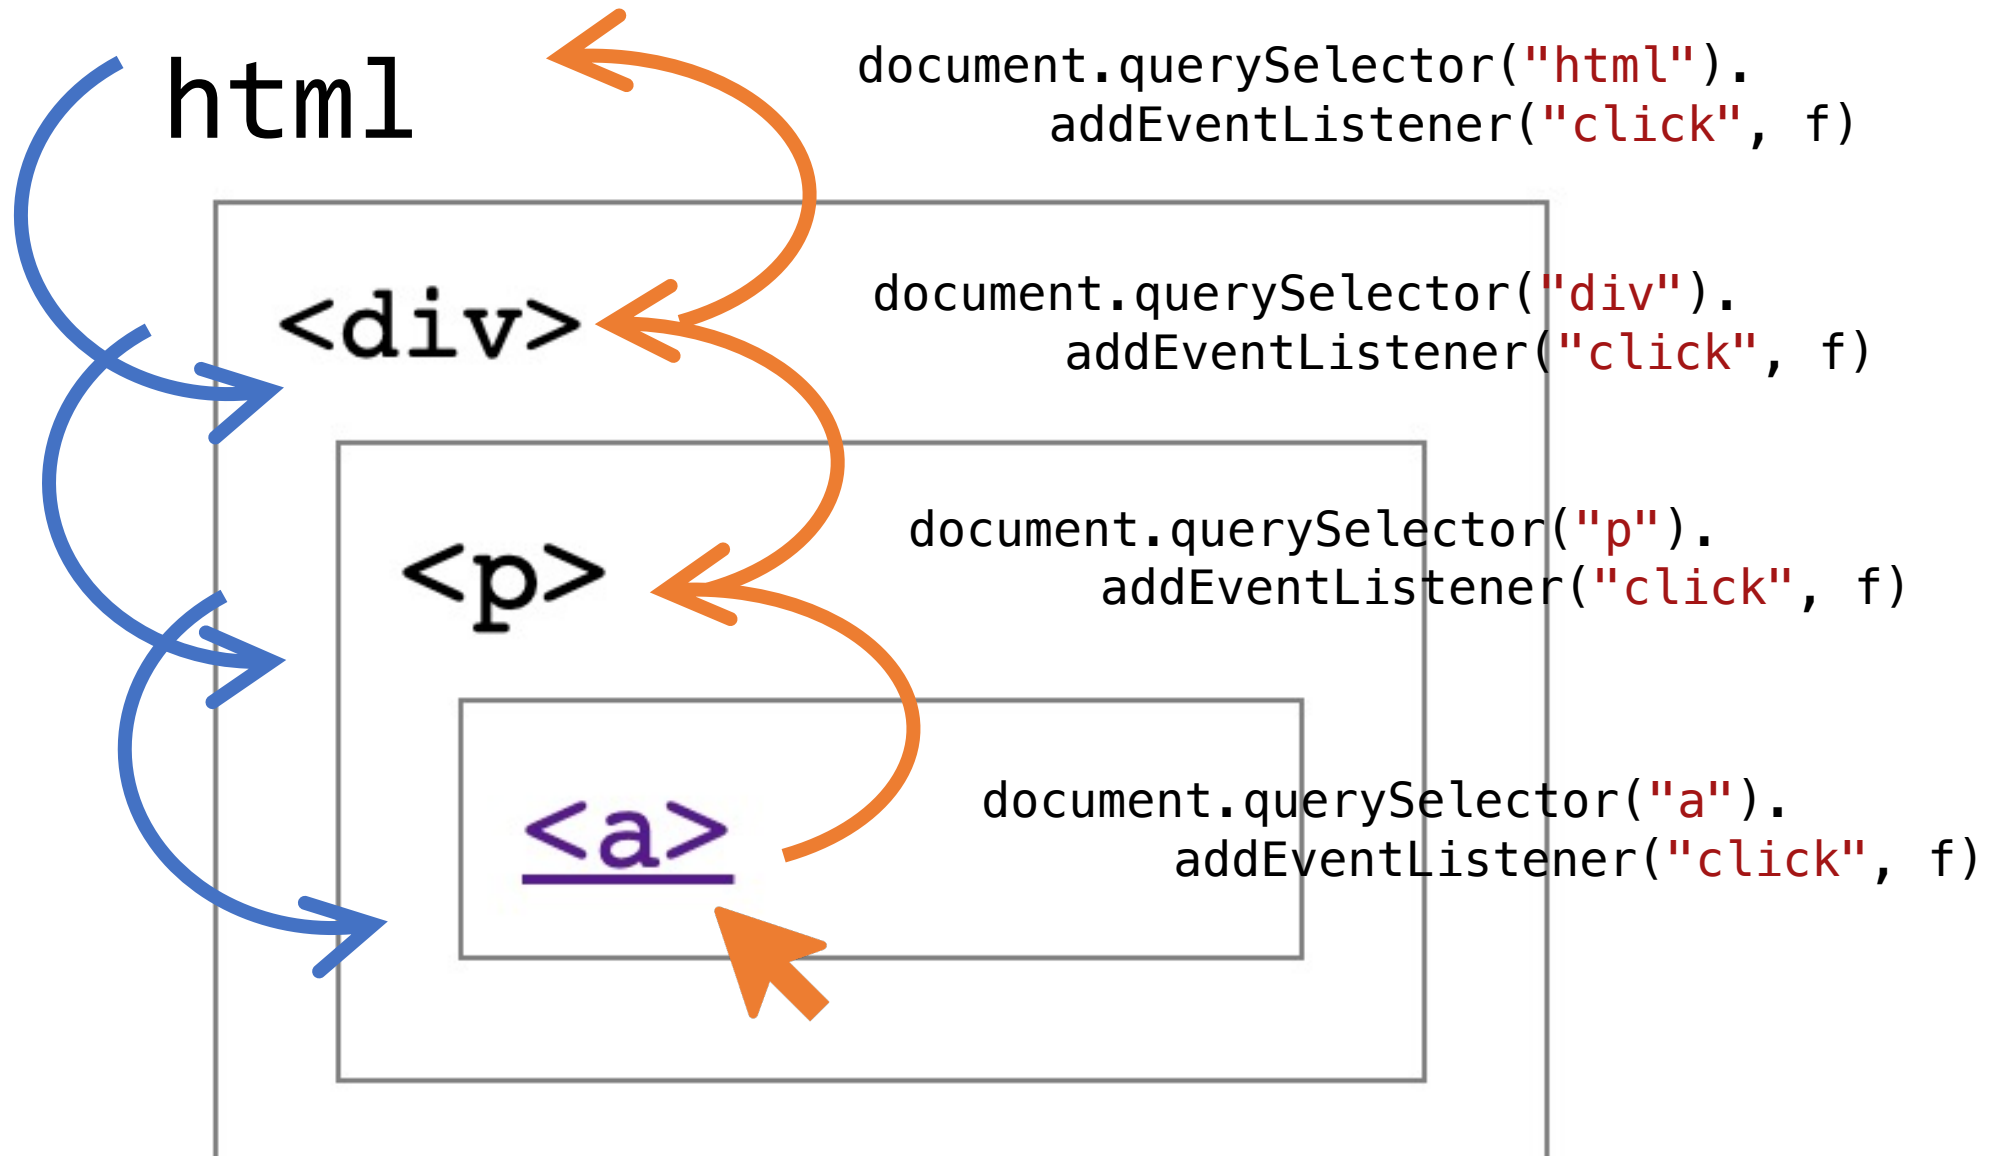 html
document.querySelector("html").
addEventListener("click", f)
<div>
document.querySelector("div").
addEventListener("click", f)
<p>
document.querySelector("p").
addEventListener("click", f)
<a>
document.querySelector("a").
addEventListener("click", f)